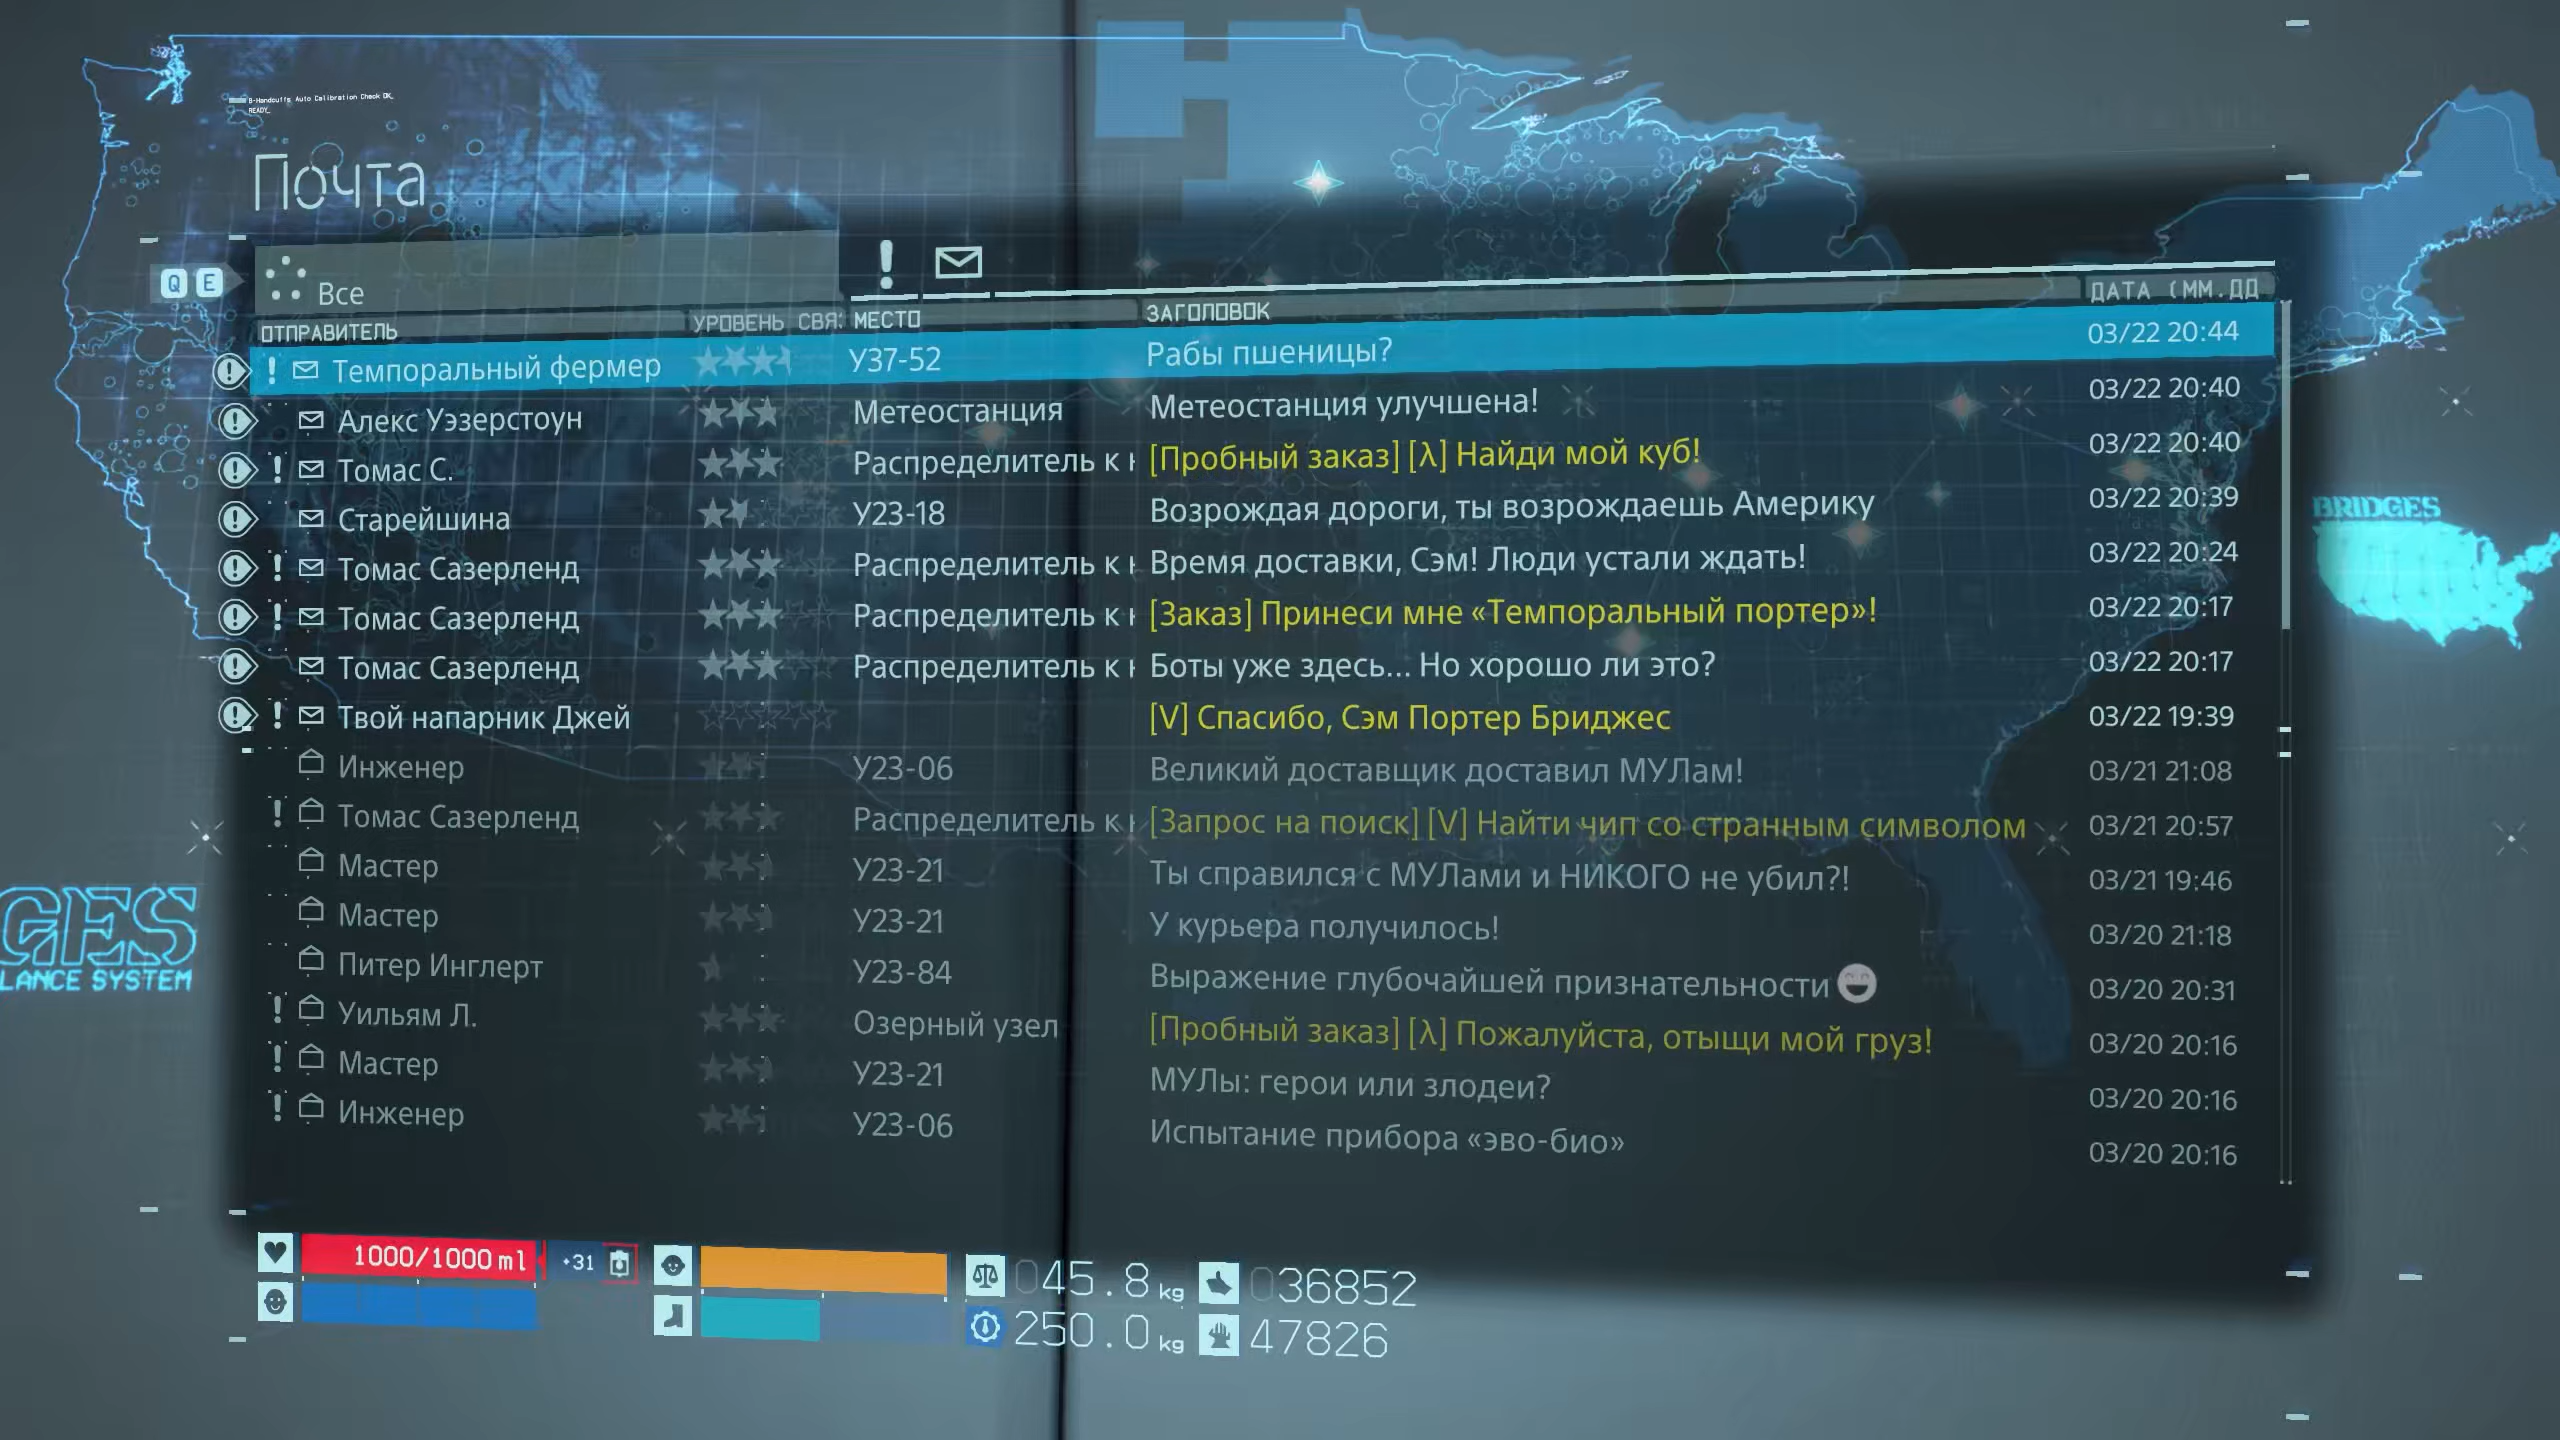 B-Handcuffs Auto Calibration Check OK_
READY_
Почта
Q E Все
ОТПРАВИТЕЛЬ УРОВЕНЬ СВЯ: МЕСТО ЗАГОЛОВОК ДАТА (ММ.ДД
! Темпоральный фермер У37-52 Рабы пшеницы? 03/22 20:44
Алекс Уэзерстоун Метеостанция Метеостанция улучшена! 03/22 20:40
! Томас С. Распределитель к [Пробный заказ] [λ] Найди мой куб! 03/22 20:40
Старейшина У23-18 Возрождая дороги, ты возрождаешь Америку 03/22 20:39
! Томас Сазерленд Распределитель к Время доставки, Сэм! Люди устали ждать! 03/22 20:24
! Томас Сазерленд Распределитель к [Заказ] Принеси мне «Темпоральный портер»! 03/22 20:17
! Томас Сазерленд Распределитель к Боты уже здесь... Но хорошо ли это? 03/22 20:17
! Твой напарник Джей [V] Спасибо, Сэм Портер Бриджес 03/22 19:39
Инженер У23-06 Великий доставщик доставил МУЛам! 03/21 21:08
! Томас Сазерленд Распределитель к [Запрос на поиск] [V] Найти чип со странным символом 03/21 20:57
Мастер У23-21 Ты справился с МУЛами и НИКОГО не убил?! 03/21 19:46
Мастер У23-21 У курьера получилось! 03/20 21:18
Питер Инглерт У23-84 Выражение глубочайшей признательности 03/20 20:31
! Уильям Л. Озерный узел [Пробный заказ] [λ] Пожалуйста, отыщи мой груз! 03/20 20:16
! Мастер У23-21 МУЛы: герои или злодеи? 03/20 20:16
! Инженер У23-06 Испытание прибора «эво-био» 03/20 20:16
BRIDGES
GES
LANCE SYSTEM
1000/1000 ml +31 045.8 kg 036852
250.0 kg 47826